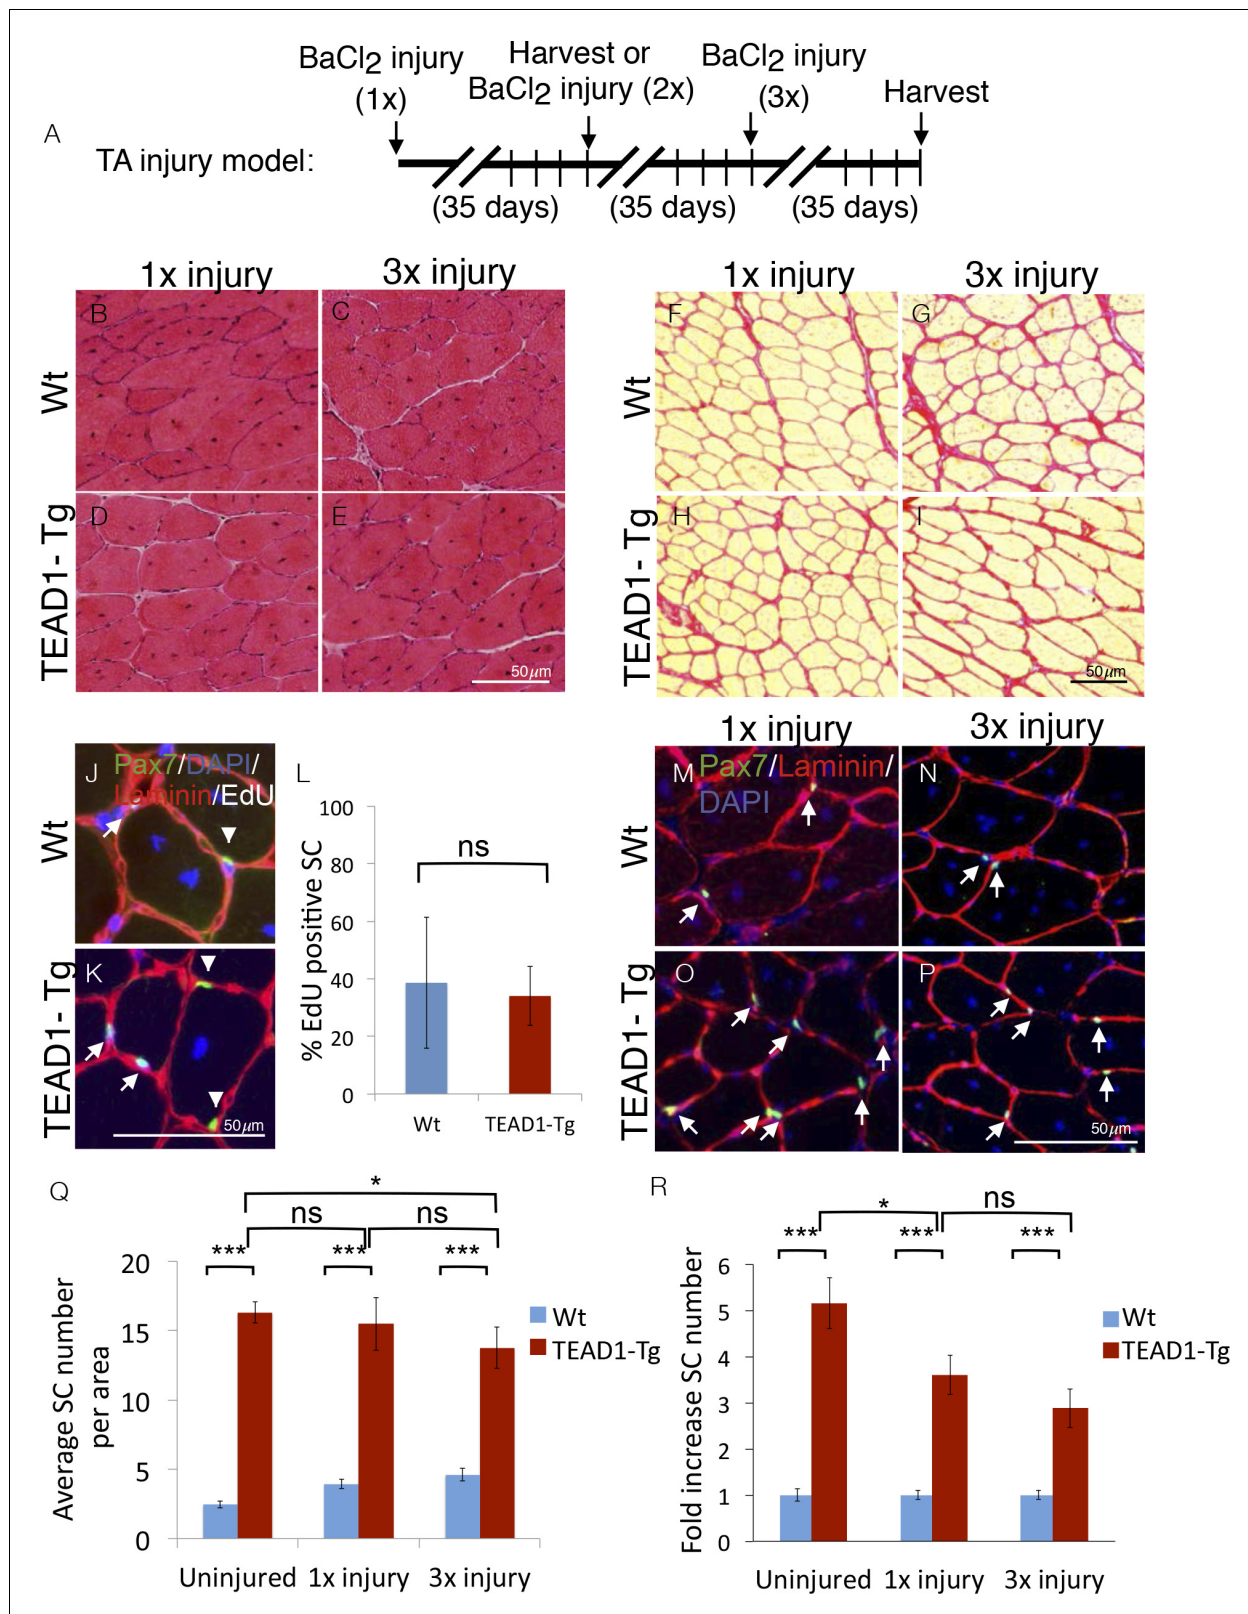 A
BaCl2 injury
(1x)
Harvest or
BaCl2 injury (2x)
BaCl2 injury
(3x)
Harvest
TA injury model:
(35 days)
(35 days)
(35 days)
1x injury
3x injury
Wt
TEAD1- Tg
B
C
D
E
50μm
1x injury
3x injury
Wt
TEAD1- Tg
F
G
H
I
50μm
Wt
TEAD1- Tg
J
Pax7/DAPI/
Laminin/EdU
K
50μm
L
% EdU positive SC
100
80
60
40
20
0
ns
Wt
TEAD1-Tg
1x injury
3x injury
Wt
TEAD1- Tg
M
Pax7/Laminin/
DAPI
N
O
P
50μm
Q
*
ns
ns
***
***
***
Average SC number
per area
20
15
10
5
0
Wt
TEAD1-Tg
Uninjured
1x injury
3x injury
R
*
ns
***
***
***
Fold increase SC number
6
5
4
3
2
1
0
Wt
TEAD1-Tg
Uninjured
1x injury
3x injury